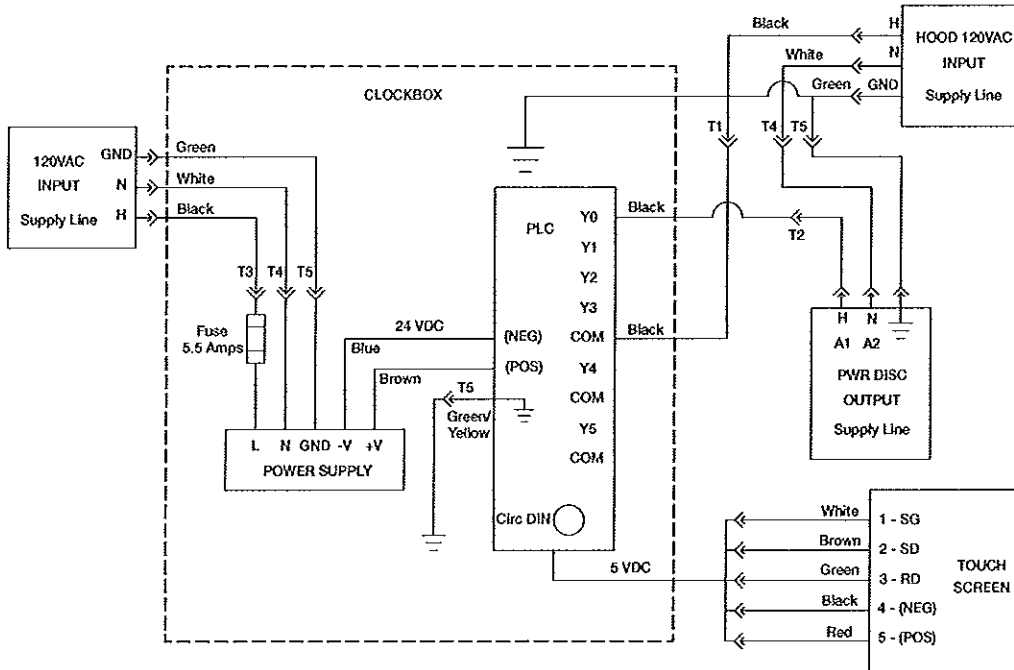 CLOCKBOX
120VAC
INPUT
Supply Line
GND
N
H
Green
White
Black
T3
T4
T5
Fuse
5.5 Amps
L N GND -V +V
POWER SUPPLY
24 VDC
Blue
Brown
T5
Green/
Yellow
PLC
Y0
Y1
Y2
Y3
(NEG)
COM
(POS)
Y4
COM
Y5
COM
Circ DIN
5 VDC
Black
Black
Black
White
Green
H
N
GND
HOOD 120VAC
INPUT
Supply Line
T1
T4
T5
T2
H N
A1 A2
PWR DISC
OUTPUT
Supply Line
White
Brown
Green
Black
Red
1 - SG
2 - SD
3 - RD
4 - (NEG)
5 - (POS)
TOUCH
SCREEN